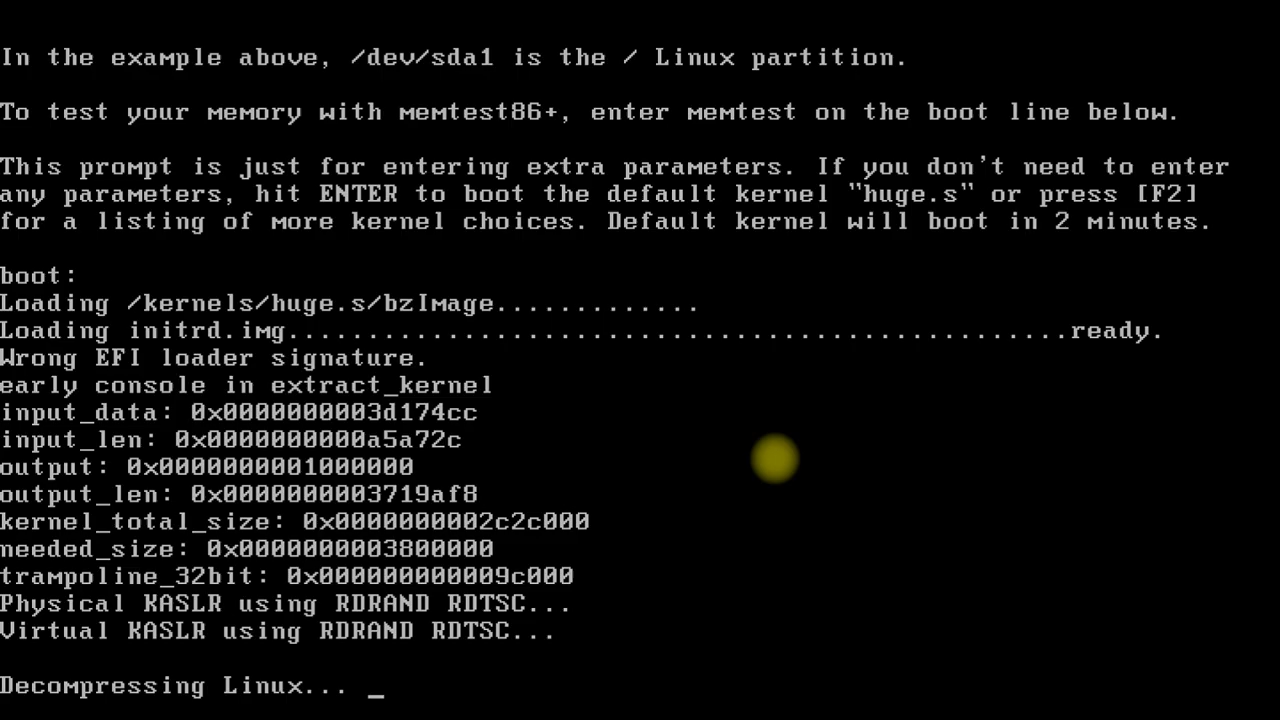 In the example above, /dev/sda1 is the / Linux partition.
To test your memory with memtest86+, enter memtest on the boot line below.
This prompt is just for entering extra parameters. If you don't need to enter
any parameters, hit ENTER to boot the default kernel "huge.s" or press [F2]
for a listing of more kernel choices. Default kernel will boot in 2 minutes.
boot:
Loading /kernels/huge.s/bzImage.............
Loading initrd.img.................................................ready.
Wrong EFI loader signature.
early console in extract_kernel
input_data: 0x0000000003d174cc
input_len: 0x0000000000a5a72c
output: 0x0000000001000000
output_len: 0x0000000003719af8
kernel_total_size: 0x0000000002c2c000
needed_size: 0x0000000003800000
trampoline_32bit: 0x000000000009c000
Physical KASLR using RDRAND RDTSC...
Virtual KASLR using RDRAND RDTSC...
Decompressing Linux... _